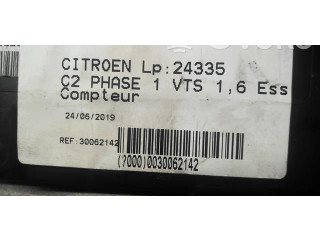 CITROEN Lp:24335
C2 PHASE 1 VTS 1,6 Ess
Compteur
24/06/2019
REF:30062142
(7000)0030062142